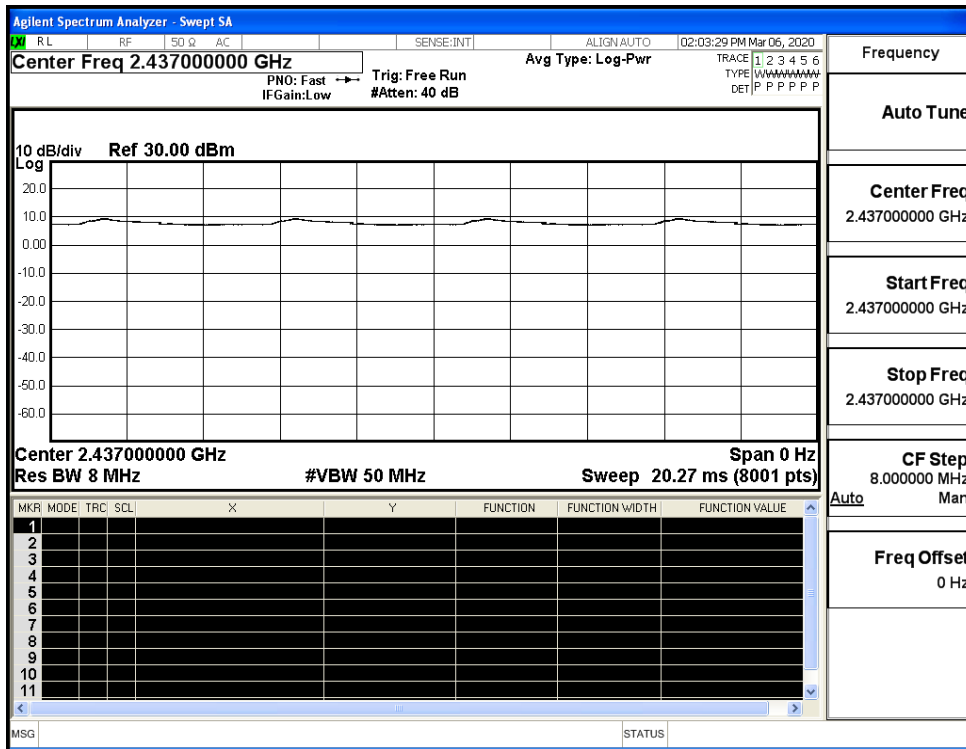 Agilent Spectrum Analyzer - Swept SA
LXI RL RF 50 Ω AC SENSE:INT ALIGNAUTO 02:03:29 PM Mar 06, 2020
Center Freq 2.437000000 GHz
PNO: Fast
IFGain:Low
Trig: Free Run
#Atten: 40 dB
Avg Type: Log-Pwr
TRACE 1 2 3 4 5 6
TYPE WWWWWW
DET P P P P P P
10 dB/div Ref 30.00 dBm
Log
20.0
10.0
0.00
-10.0
-20.0
-30.0
-40.0
-50.0
-60.0
Center 2.437000000 GHz Span 0 Hz
Res BW 8 MHz #VBW 50 MHz Sweep 20.27 ms (8001 pts)
MKR MODE TRC SCL X Y FUNCTION FUNCTION WIDTH FUNCTION VALUE
1
2
3
4
5
6
7
8
9
10
11
MSG STATUS
Frequency
Auto Tune
Center Freq
2.437000000 GHz
Start Freq
2.437000000 GHz
Stop Freq
2.437000000 GHz
CF Step
8.000000 MHz
Auto Man
Freq Offset
0 Hz